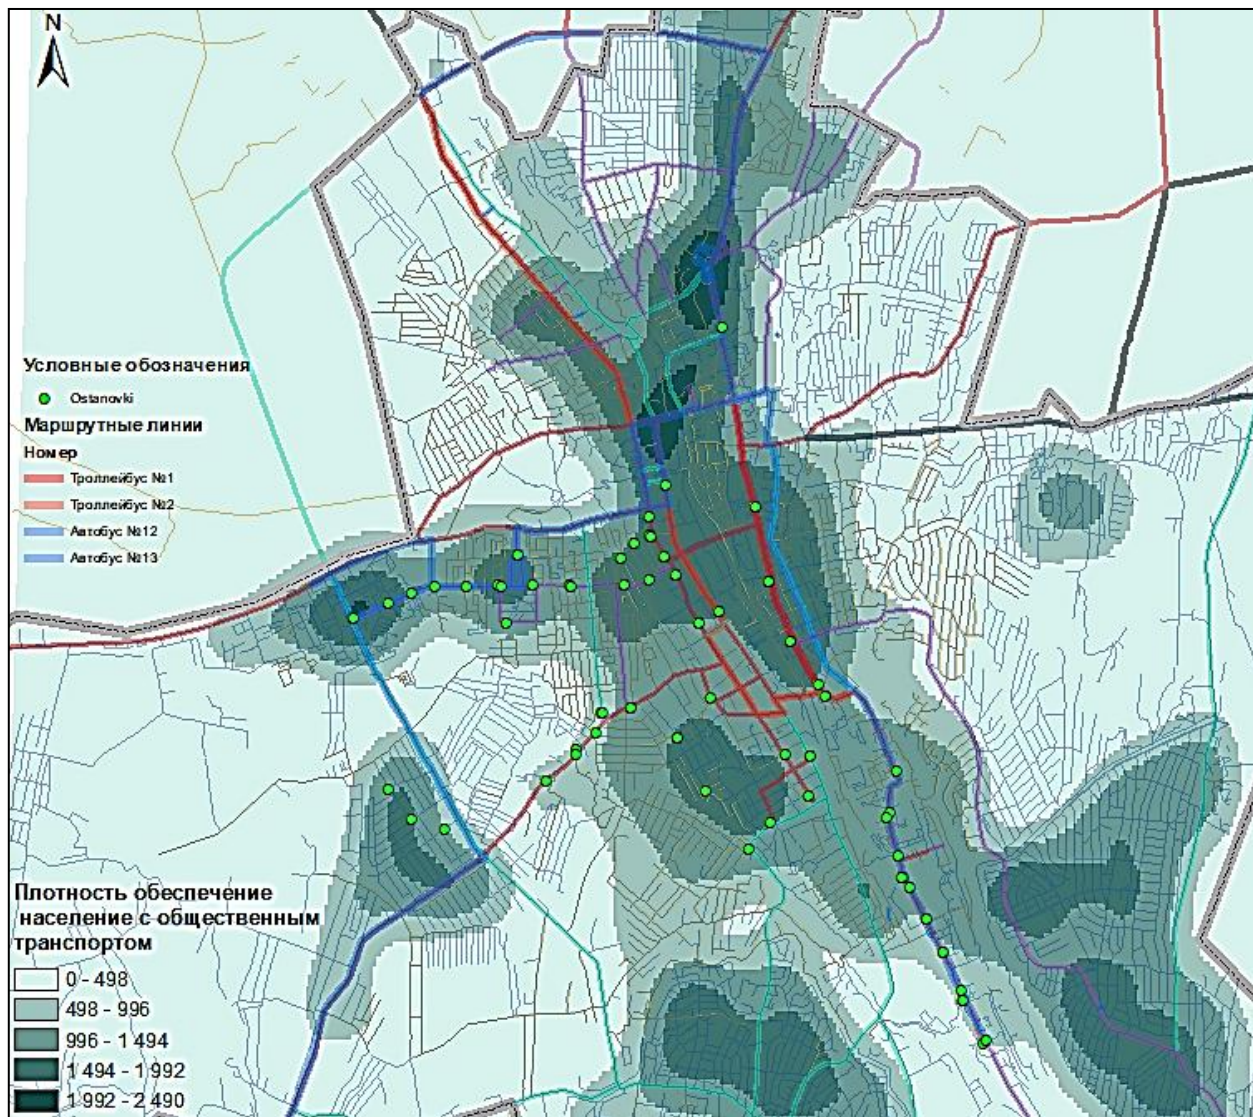 N
Условные обозначения
Ostanovki
Маршрутные линии
Номер
Троллейбус №1
Троллейбус №2
Автобус №12
Автобус №13
Плотность обеспечение
население с общественным
транспортом
0 - 498
498 - 996
996 - 1 494
1 494 - 1 992
1 992 - 2 490